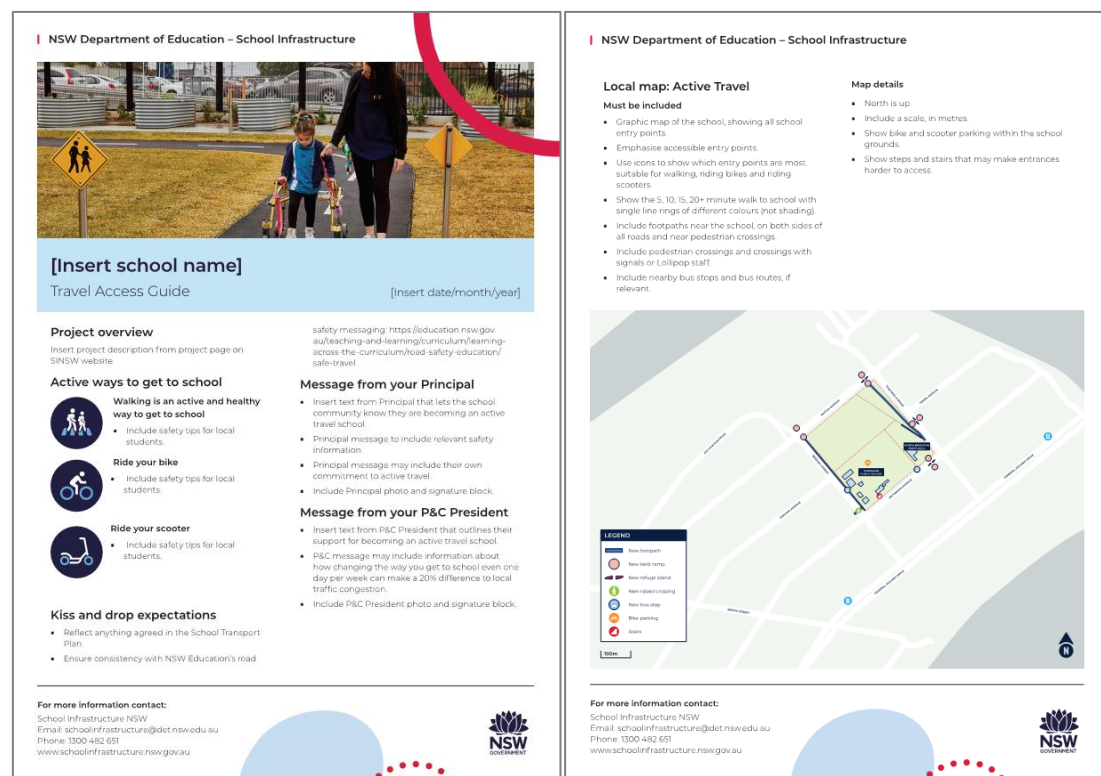 NSW Department of Education – School Infrastructure
[Insert school name]
Travel Access Guide
[Insert date/month/year]
Project overview
Insert project description from project page on
SINSW website.
Active ways to get to school
Walking is an active and healthy
way to get to school
▪ Include safety tips for local
students.
Ride your bike
▪ Include safety tips for local
students.
Ride your scooter
▪ Include safety tips for local
students.
Kiss and drop expectations
▪ Reflect anything agreed in the School Transport
Plan.
▪ Ensure consistency with NSW Education's road
safety messaging: https://education.nsw.gov.
au/teaching-and-learning/curriculum/learning-
across-the-curriculum/road-safety-education/
safe-travel
Message from your Principal
▪ Insert text from Principal that lets the school
community know they are becoming an active
travel school.
▪ Principal message to include relevant safety
information.
▪ Principal message may include their own
commitment to active travel.
▪ Include Principal photo and signature block.
Message from your P&C President
▪ Insert text from P&C President that outlines their
support for becoming an active travel school.
▪ P&C message may include information about
how changing the way you get to school even one
day per week can make a 20% difference to local
traffic congestion.
▪ Include P&C President photo and signature block.
For more information contact:
School Infrastructure NSW
Email: schoolinfrastructure@det.nsw.edu.au
Phone: 1300 482 651
www.schoolinfrastructure.nsw.gov.au
NSW
GOVERNMENT
NSW Department of Education – School Infrastructure
Local map: Active Travel
Must be included
▪ Graphic map of the school, showing all school
entry points.
▪ Emphasise accessible entry points.
▪ Use icons to show which entry points are most
suitable for walking, riding bikes and riding
scooters.
▪ Show the 5, 10, 15, 20+ minute walk to school with
single line rings of different colours (not shading).
▪ Include footpaths near the school, on both sides of
all roads and near pedestrian crossings.
▪ Include pedestrian crossings and crossings with
signals or Lollipop staff.
▪ Include nearby bus stops and bus routes, if
relevant.
Map details
▪ North is up.
▪ Include a scale, in metres.
▪ Show bike and scooter parking within the school
grounds.
▪ Show steps and stairs that may make entrances
harder to access.
B
B
LEGEND
New footpath
New kerb ramp
New refuge island
New raised crossing
New bus stop
Bike parking
Stairs
100m
N
For more information contact:
School Infrastructure NSW
Email: schoolinfrastructure@det.nsw.edu.au
Phone: 1300 482 651
www.schoolinfrastructure.nsw.gov.au
NSW
GOVERNMENT